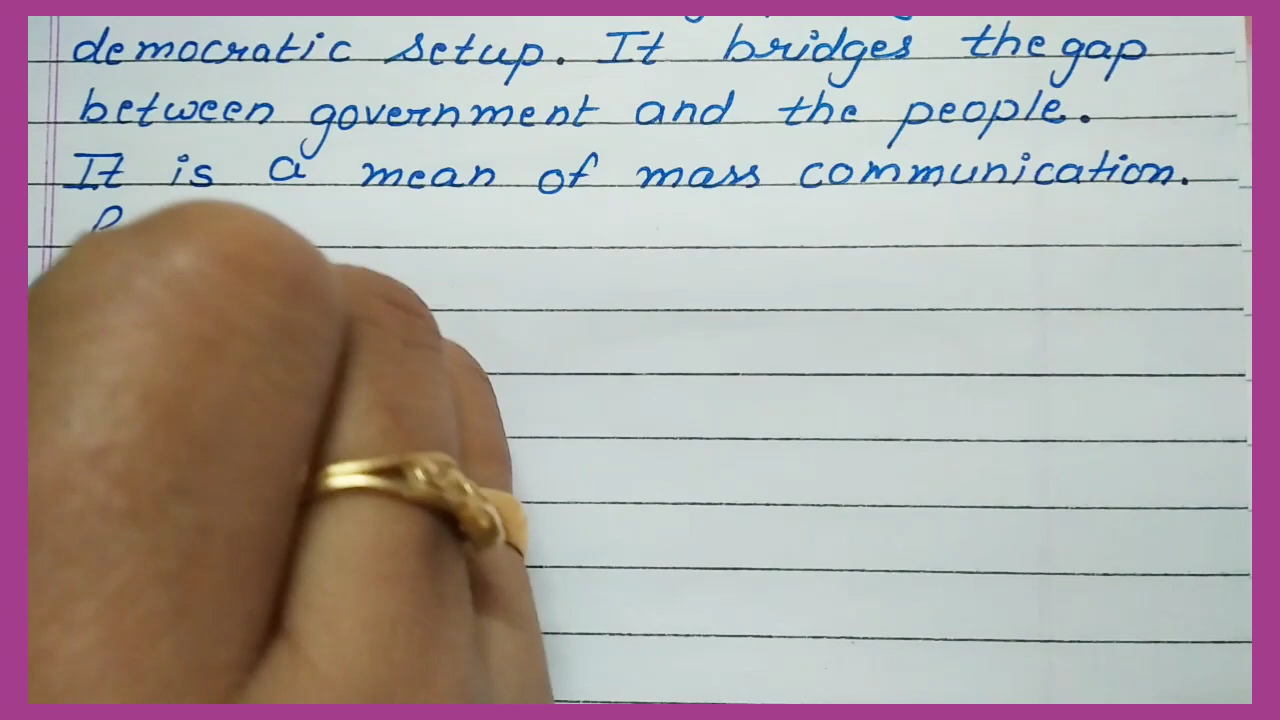 democratic setup. It bridges the gap
between government and the people.
It is a mean of mass communication.